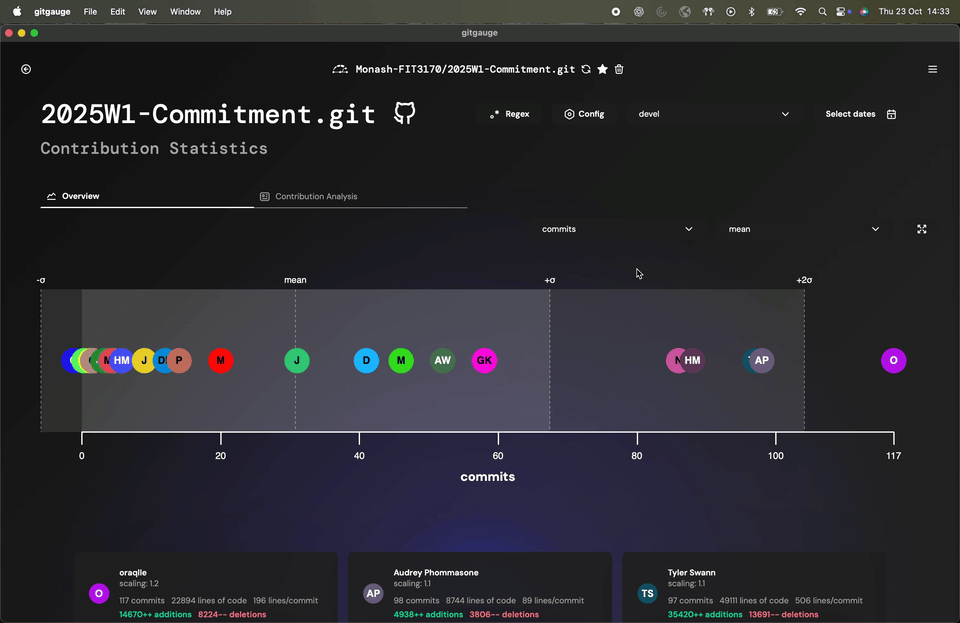 gitgauge File Edit View Window Help Thu 23 Oct 14:33
gitgauge
Monash-FIT3170/2025W1-Commitment.git
2025W1-Commitment.git
.* Regex Config devel Select dates
Contribution Statistics
Overview Contribution Analysis
commits mean
-σ mean +σ +2σ
M HM J D P M J D M AW GK N HM AP O
0 20 40 60 80 100 117
commits
oraqlle Audrey Phommasone Tyler Swann
scaling: 1.2 scaling: 1.1 scaling: 1.1
O AP TS
117 commits 22894 lines of code 196 lines/commit 98 commits 8744 lines of code 89 lines/commit 97 commits 49111 lines of code 506 lines/commit
14670++ additions 8224-- deletions 4938++ additions 3806-- deletions 35420++ additions 13691-- deletions